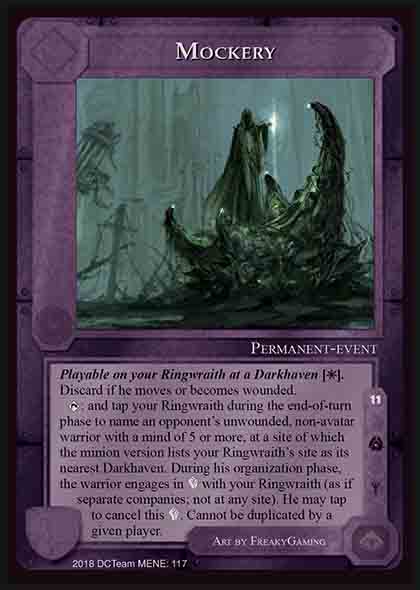 Mockery
Permanent-event
Playable on your Ringwraith at a Darkhaven [✳].
Discard if he moves or becomes wounded.
: and tap your Ringwraith during the end-of-turn
phase to name an opponent's unwounded, non-avatar
warrior with a mind of 5 or more, at a site of which
the minion version lists your Ringwraith's site as its
nearest Darkhaven. During his organization phase,
the warrior engages in with your Ringwraith (as if
separate companies; not at any site). He may tap
to cancel this . Cannot be duplicated by a
given player.
11
Art by FreakyGaming
2018 DCTeam MENE: 117